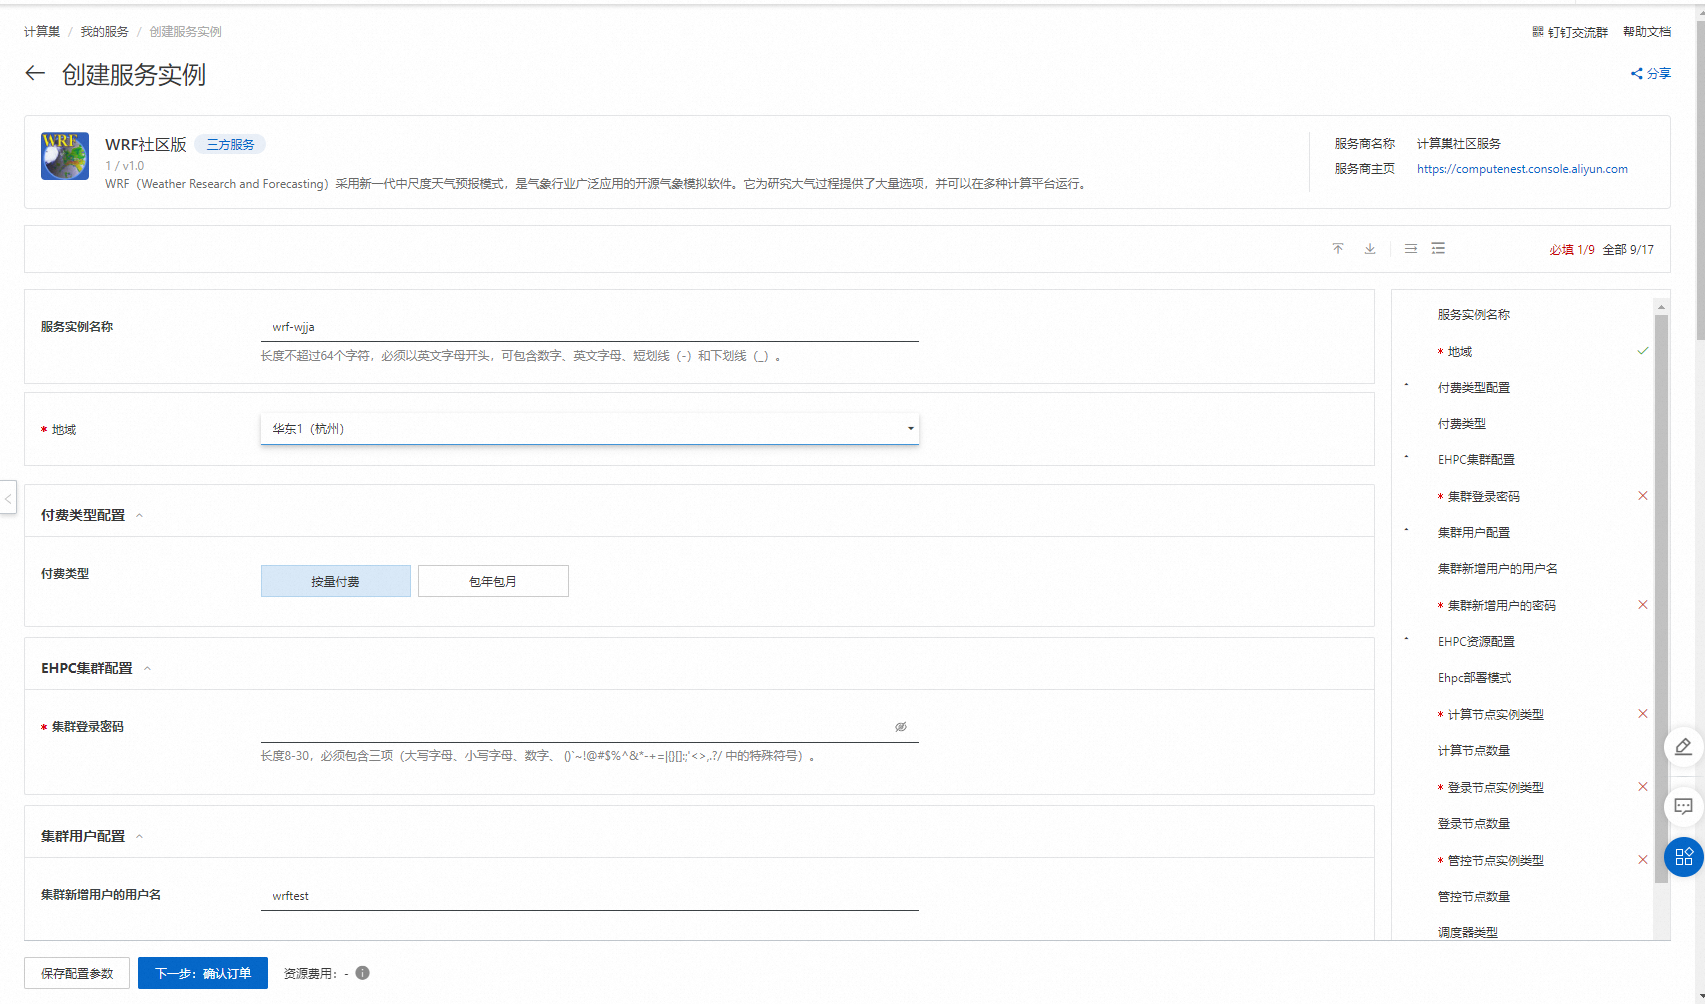 计算巢 / 我的服务 / 创建服务实例
钉钉交流群 帮助文档
创建服务实例
分享
WRF
WRF社区版 三方服务
1 / v1.0
WRF（Weather Research and Forecasting）采用新一代中尺度天气预报模式，是气象行业广泛应用的开源气象模拟软件。它为研究大气过程提供了大量选项，并可以在多种计算平台运行。
服务商名称 计算巢社区服务
服务商主页 https://computenest.console.aliyun.com
必填 1/9 全部 9/17
服务实例名称
wrf-wjja
长度不超过64个字符，必须以英文字母开头，可包含数字、英文字母、短划线（-）和下划线（_）。
* 地域
华东1（杭州）
付费类型配置
付费类型
按量付费 包年包月
EHPC集群配置
* 集群登录密码
长度8-30，必须包含三项（大写字母、小写字母、数字、 ()`~!@#$%^&*-+=|{}[]:;'<>,.?/ 中的特殊符号）。
集群用户配置
集群新增用户的用户名
wrftest
服务实例名称
* 地域
付费类型配置
付费类型
EHPC集群配置
* 集群登录密码
集群用户配置
集群新增用户的用户名
* 集群新增用户的密码
EHPC资源配置
Ehpc部署模式
* 计算节点实例类型
计算节点数量
* 登录节点实例类型
登录节点数量
* 管控节点实例类型
管控节点数量
调度器类型
保存配置参数 下一步：确认订单 资源费用：-